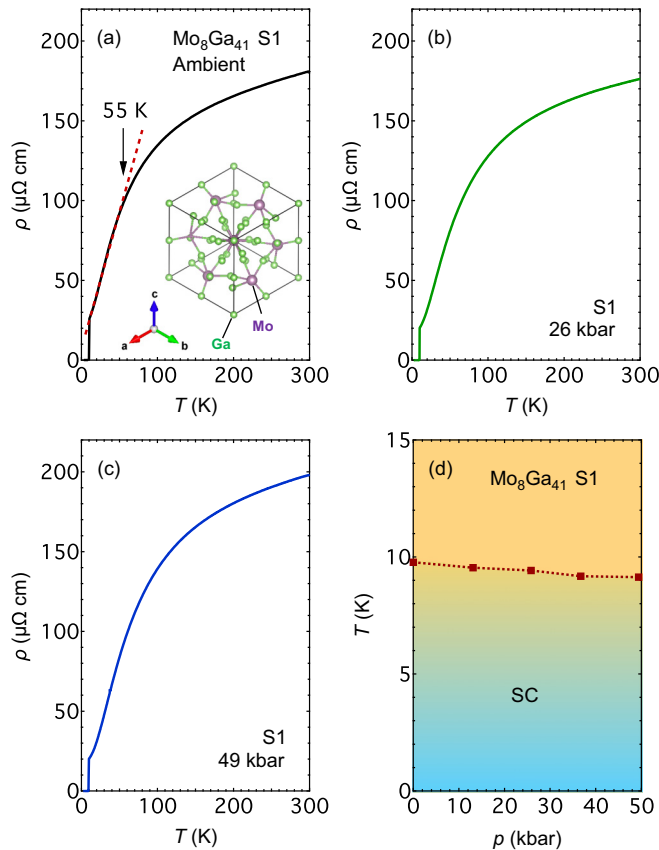 (a)
Mo₈Ga₄₁ S1
Ambient
55 K
ρ (μΩ cm)
200
150
100
50
0
c
a
b
Ga
Mo
0
100
200
300
T (K)
(b)
ρ (μΩ cm)
200
150
100
50
0
S1
26 kbar
0
100
200
300
T (K)
(c)
ρ (μΩ cm)
200
150
100
50
0
S1
49 kbar
0
100
200
300
T (K)
(d)
Mo₈Ga₄₁ S1
T (K)
15
10
5
0
SC
0
10
20
30
40
50
p (kbar)